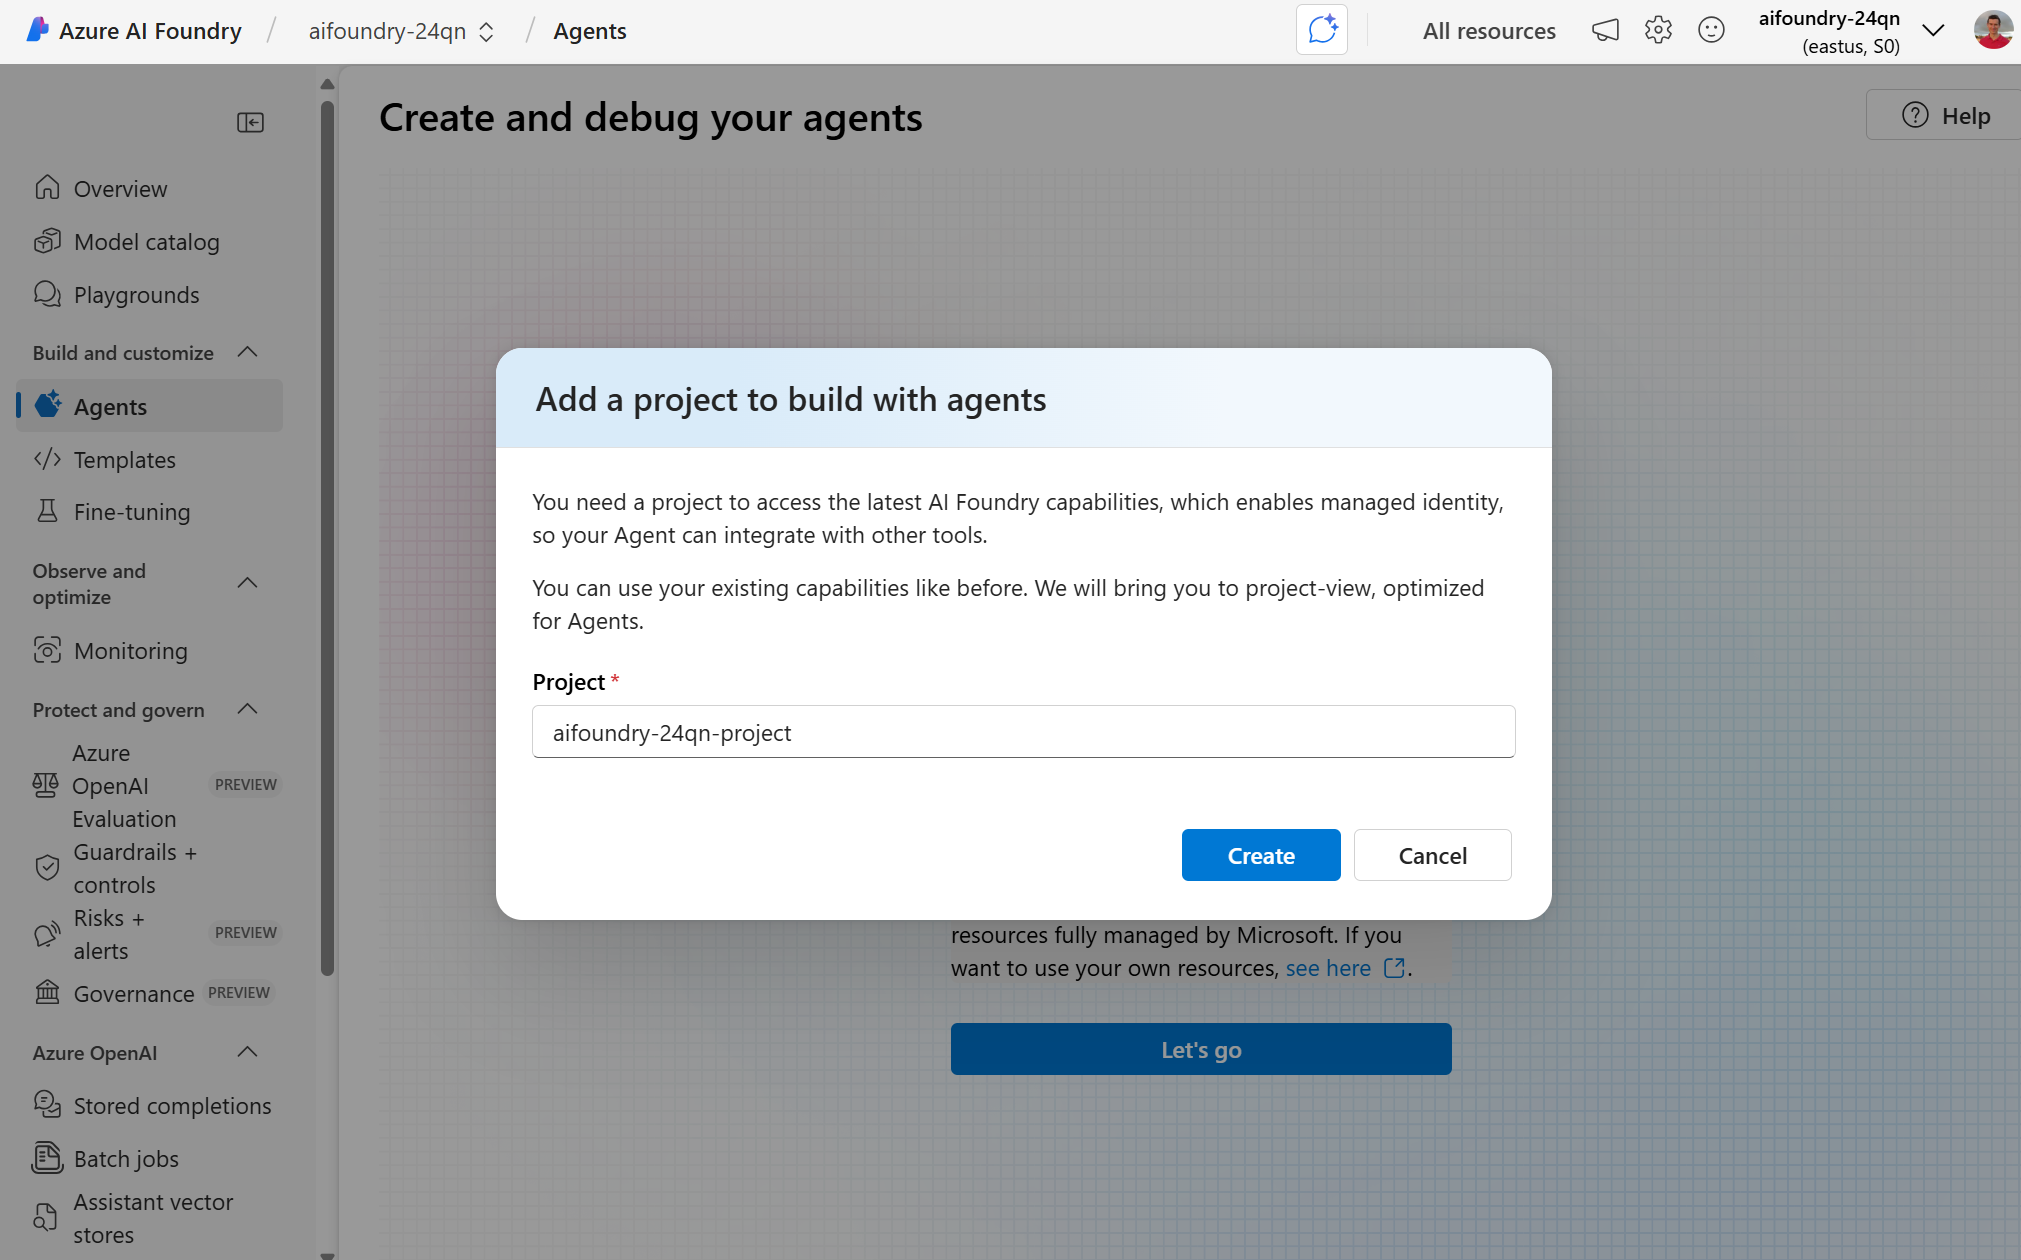 Azure AI Foundry / aifoundry-24qn / Agents
All resources
aifoundry-24qn
(eastus, S0)
Create and debug your agents
Help
Overview
Model catalog
Playgrounds
Build and customize
Agents
Templates
Fine-tuning
Observe and
optimize
Monitoring
Protect and govern
Azure
OpenAI
Evaluation
PREVIEW
Guardrails +
controls
Risks +
alerts
PREVIEW
Governance PREVIEW
Azure OpenAI
Stored completions
Batch jobs
Assistant vector
stores
Add a project to build with agents
You need a project to access the latest AI Foundry capabilities, which enables managed identity,
so your Agent can integrate with other tools.
You can use your existing capabilities like before. We will bring you to project-view, optimized
for Agents.
Project *
aifoundry-24qn-project
Create
Cancel
resources fully managed by Microsoft. If you
want to use your own resources, see here .
Let's go